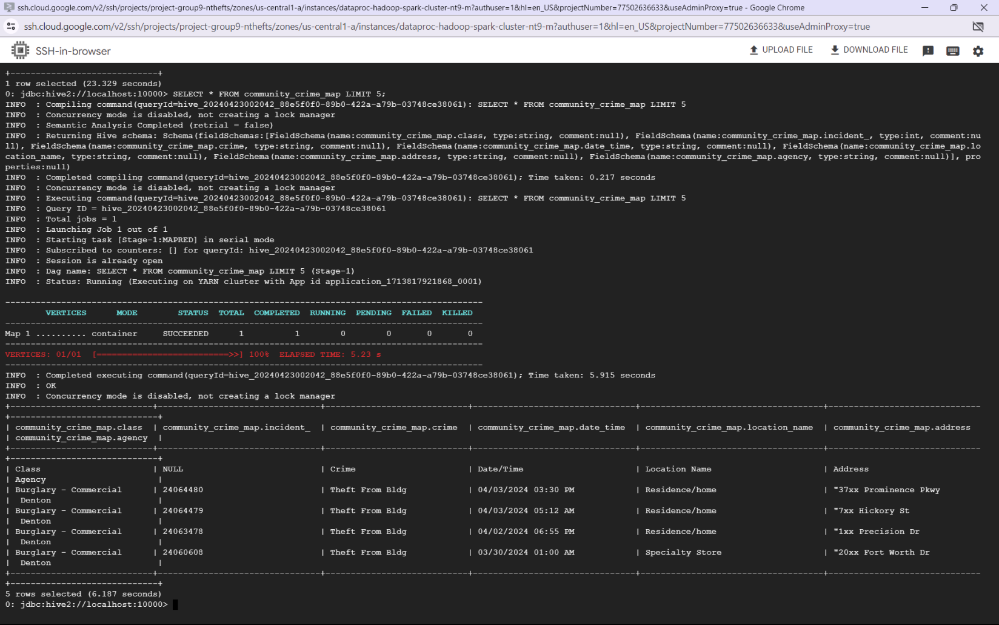 ssh.cloud.google.com/v2/ssh/projects/project-group9-nthefts/zones/us-central1-a/instances/dataproc-hadoop-spark-cluster-nt9-m?authuser=1&hl=en_US&projectNumber=77502636633&useAdminProxy=true - Google Chrome
ssh.cloud.google.com/v2/ssh/projects/project-group9-nthefts/zones/us-central1-a/instances/dataproc-hadoop-spark-cluster-nt9-m?authuser=1&hl=en_US&projectNumber=77502636633&useAdminProxy=true
SSH-in-browser UPLOAD FILE DOWNLOAD FILE
+------------------------------+
1 row selected (23.329 seconds)
0: jdbc:hive2://localhost:10000> SELECT * FROM community_crime_map LIMIT 5;
INFO  : Compiling command(queryId=hive_20240423002042_88e5f0f0-89b0-422a-a79b-03748ce38061): SELECT * FROM community_crime_map LIMIT 5
INFO  : Concurrency mode is disabled, not creating a lock manager
INFO  : Semantic Analysis Completed (retrial = false)
INFO  : Returning Hive schema: Schema(fieldSchemas:[FieldSchema(name:community_crime_map.class, type:string, comment:null), FieldSchema(name:community_crime_map.incident_, type:int, comment:nu
ll), FieldSchema(name:community_crime_map.crime, type:string, comment:null), FieldSchema(name:community_crime_map.date_time, type:string, comment:null), FieldSchema(name:community_crime_map.lo
cation_name, type:string, comment:null), FieldSchema(name:community_crime_map.address, type:string, comment:null), FieldSchema(name:community_crime_map.agency, type:string, comment:null)], pro
perties:null)
INFO  : Completed compiling command(queryId=hive_20240423002042_88e5f0f0-89b0-422a-a79b-03748ce38061); Time taken: 0.217 seconds
INFO  : Concurrency mode is disabled, not creating a lock manager
INFO  : Executing command(queryId=hive_20240423002042_88e5f0f0-89b0-422a-a79b-03748ce38061): SELECT * FROM community_crime_map LIMIT 5
INFO  : Query ID = hive_20240423002042_88e5f0f0-89b0-422a-a79b-03748ce38061
INFO  : Total jobs = 1
INFO  : Launching Job 1 out of 1
INFO  : Starting task [Stage-1:MAPRED] in serial mode
INFO  : Subscribed to counters: [] for queryId: hive_20240423002042_88e5f0f0-89b0-422a-a79b-03748ce38061
INFO  : Session is already open
INFO  : Dag name: SELECT * FROM community_crime_map LIMIT 5 (Stage-1)
INFO  : Status: Running (Executing on YARN cluster with App id application_1713817921868_0001)
----------------------------------------------------------------------------------------------
VERTICES      MODE        STATUS  TOTAL  COMPLETED  RUNNING  PENDING  FAILED  KILLED
----------------------------------------------------------------------------------------------
Map 1 .......... container     SUCCEEDED      1          1        0        0       0       0
----------------------------------------------------------------------------------------------
VERTICES: 01/01  [==========================>>] 100%  ELAPSED TIME: 5.23 s
----------------------------------------------------------------------------------------------
INFO  : Completed executing command(queryId=hive_20240423002042_88e5f0f0-89b0-422a-a79b-03748ce38061); Time taken: 5.915 seconds
INFO  : OK
INFO  : Concurrency mode is disabled, not creating a lock manager
+----------------------------+--------------------------------+----------------------------+--------------------------------+------------------------------------+------------------------------
+-----------------------------+
| community_crime_map.class  | community_crime_map.incident_  | community_crime_map.crime  | community_crime_map.date_time  | community_crime_map.location_name  | community_crime_map.address
| community_crime_map.agency  |
+----------------------------+--------------------------------+----------------------------+--------------------------------+------------------------------------+------------------------------
+-----------------------------+
| Class                      | NULL                           | Crime                      | Date/Time                      | Location Name                      | Address
| Agency                      |
| Burglary - Commercial      | 24064480                       | Theft From Bldg            | 04/03/2024 03:30 PM            | Residence/home                     | "37xx Prominence Pkwy
|  Denton                     |
| Burglary - Commercial      | 24064479                       | Theft From Bldg            | 04/03/2024 05:12 AM            | Residence/home                     | "7xx Hickory St
|  Denton                     |
| Burglary - Commercial      | 24063478                       | Theft From Bldg            | 04/02/2024 06:55 PM            | Residence/home                     | "1xx Precision Dr
|  Denton                     |
| Burglary - Commercial      | 24060608                       | Theft From Bldg            | 03/30/2024 01:00 AM            | Specialty Store                    | "20xx Fort Worth Dr
|  Denton                     |
+----------------------------+--------------------------------+----------------------------+--------------------------------+------------------------------------+------------------------------
+-----------------------------+
5 rows selected (6.187 seconds)
0: jdbc:hive2://localhost:10000>